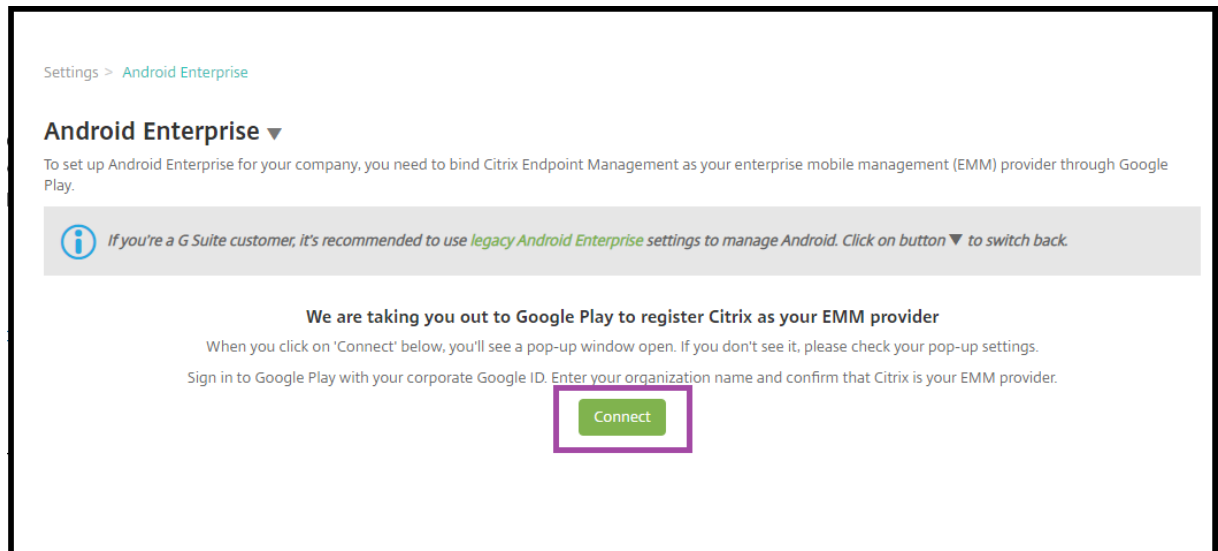 Settings > Android Enterprise
Android Enterprise ▼
To set up Android Enterprise for your company, you need to bind Citrix Endpoint Management as your enterprise mobile management (EMM) provider through Google
Play.
If you're a G Suite customer, it's recommended to use legacy Android Enterprise settings to manage Android. Click on button ▼ to switch back.
We are taking you out to Google Play to register Citrix as your EMM provider
When you click on 'Connect' below, you'll see a pop-up window open. If you don't see it, please check your pop-up settings.
Sign in to Google Play with your corporate Google ID. Enter your organization name and confirm that Citrix is your EMM provider.
Connect